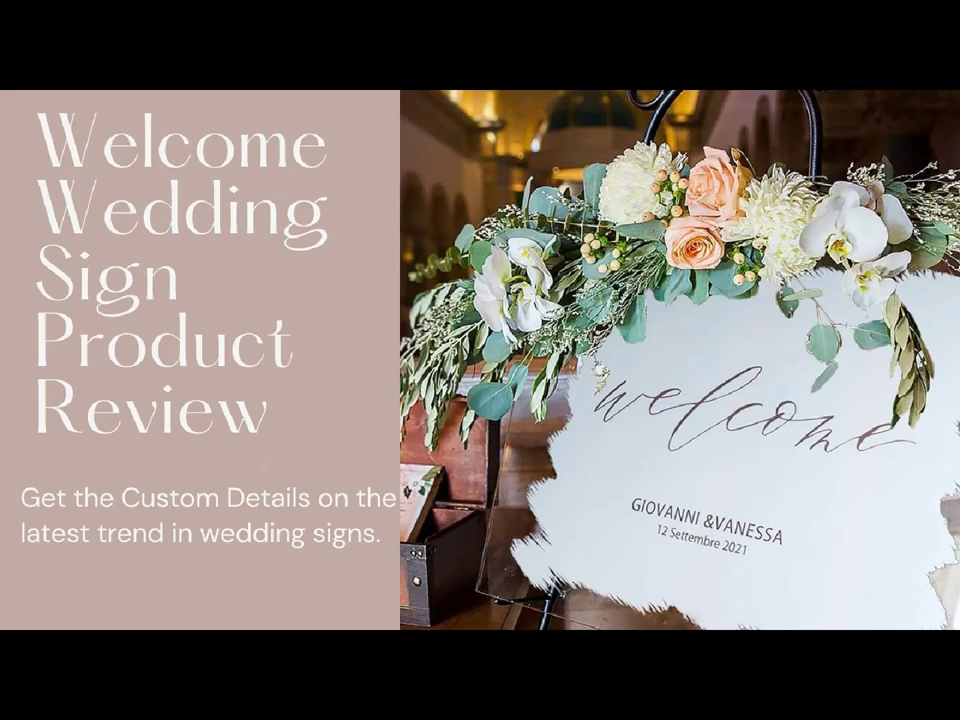 Welcome
Wedding
Sign
Product
Review
Get the Custom Details on the
latest trend in wedding signs.
welcome
GIOVANNI &VANESSA
12 Settembre 2021